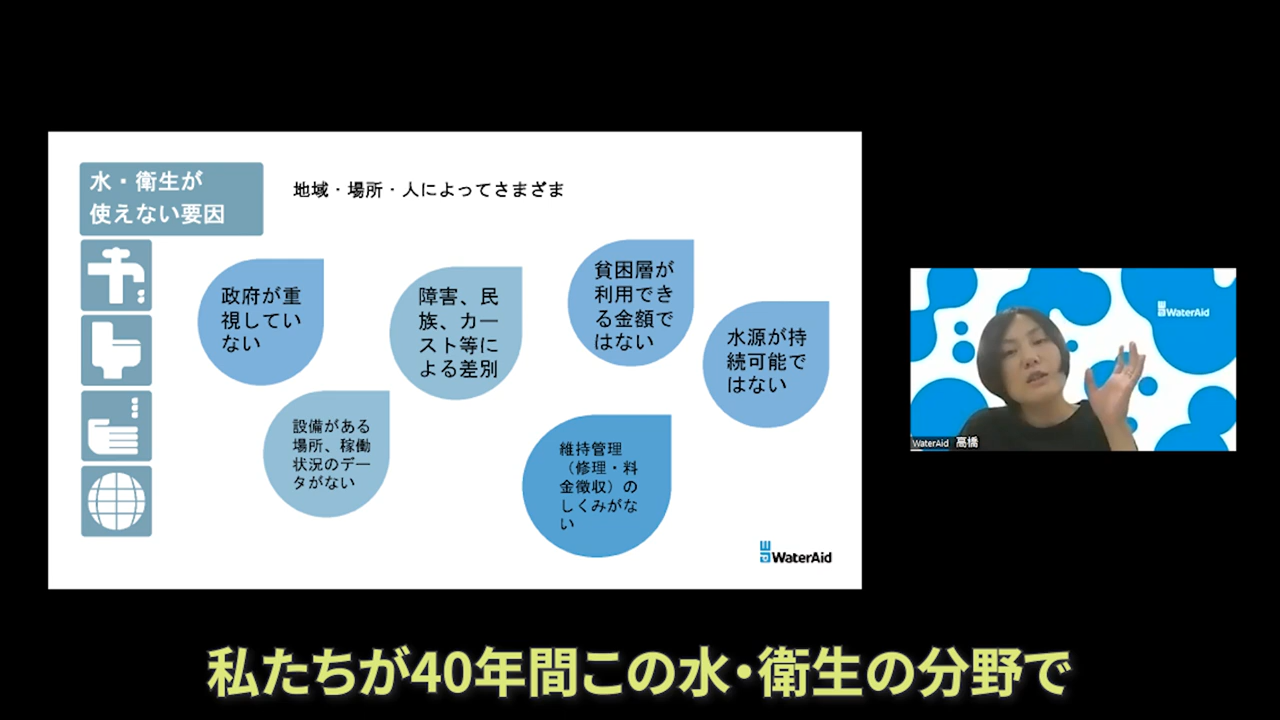 水・衛生が
使えない要因
地域・場所・人によってさまざま
政府が重
視してい
ない
障害、民
族、カー
スト等に
よる差別
貧困層が
利用でき
る金額で
はない
水源が持
続可能で
はない
設備がある
場所、稼働
状況のデー
タがない
維持管理
（修理・料
金徴収）の
しくみがな
い
WaterAid
WaterAid
WaterAid 高橋
私たちが40年間この水・衛生の分野で